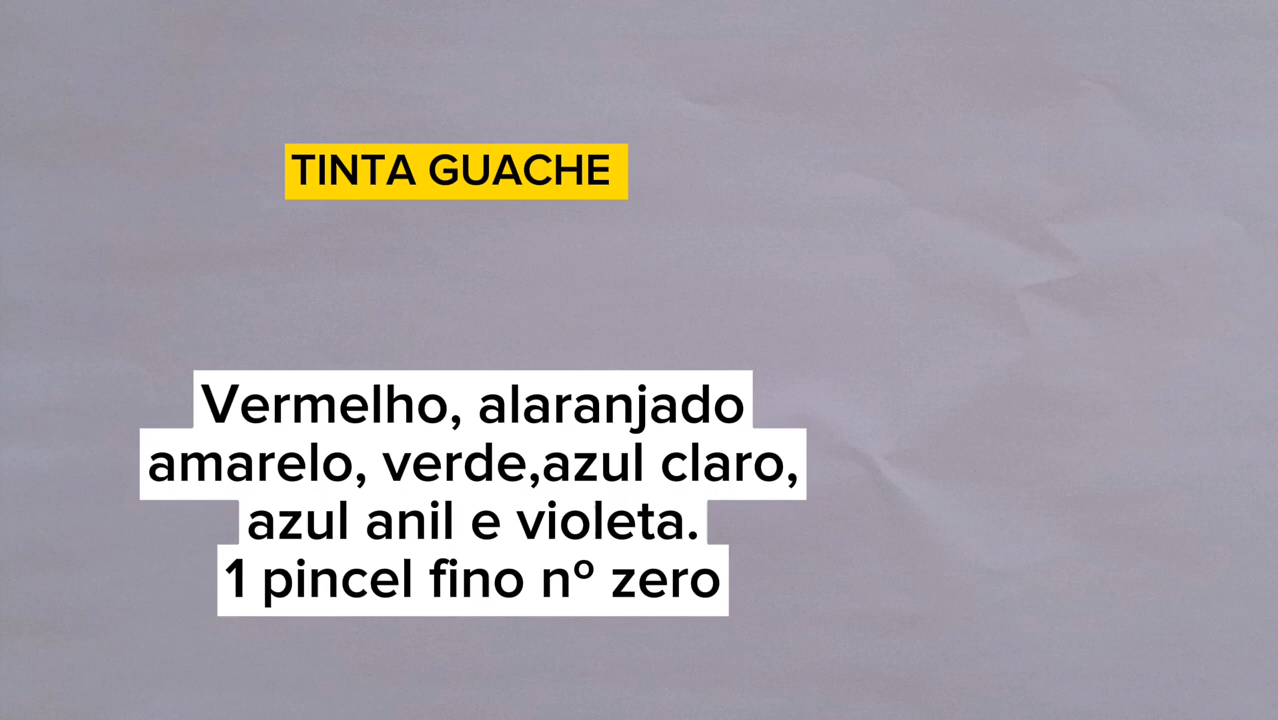 TINTA GUACHE
Vermelho, alaranjado
amarelo, verde,azul claro,
azul anil e violeta.
1 pincel fino nº zero